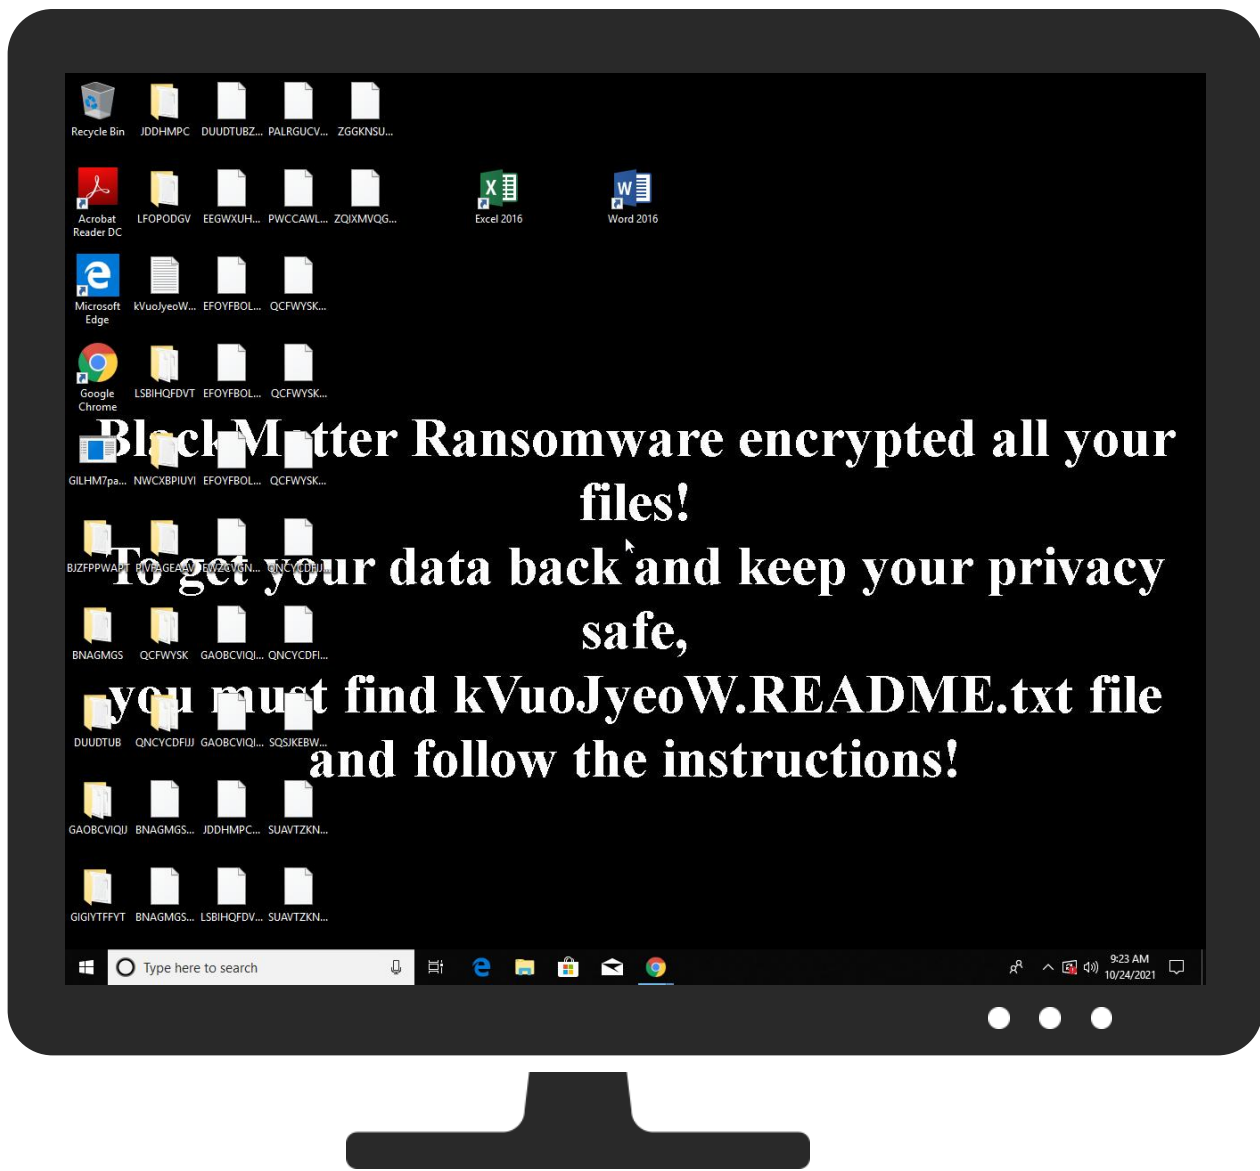 Recycle Bin JDDHMPC DUUDTUBZ... PALRGUCV... ZGGKNSU...
Acrobat Reader DC LFOPODGV EEGWXUH... PWCCAWL... ZQIXMVQG... Excel 2016 Word 2016
Microsoft Edge kVuoJyeoW... EFOYFBOL... QCFWYSK...
Google Chrome LSBIHQFDVT EFOYFBOL... QCFWYSK...
BlackMatter Ransomware encrypted all your
files!
GILHM7pa... NWCXBPIUYI EFOYFBOL... QCFWYSK...
To get your data back and keep your privacy
safe,
BJZFPPWAPT PIVFAGEAAV EWZCVGN... QNCYCDFIJ...
BNAGMGS QCFWYSK GAOBCVIQI... QNCYCDFI...
you must find kVuoJyeoW.README.txt file
and follow the instructions!
DUUDTUB QNCYCDFIJJ GAOBCVIQI... SQSJKEBW...
GAOBCVIQIJ BNAGMGS... JDDHMPC... SUAVTZKN...
GIGIYTFFYT BNAGMGS... LSBIHQFDV... SUAVTZKN...
Type here to search
9:23 AM
10/24/2021